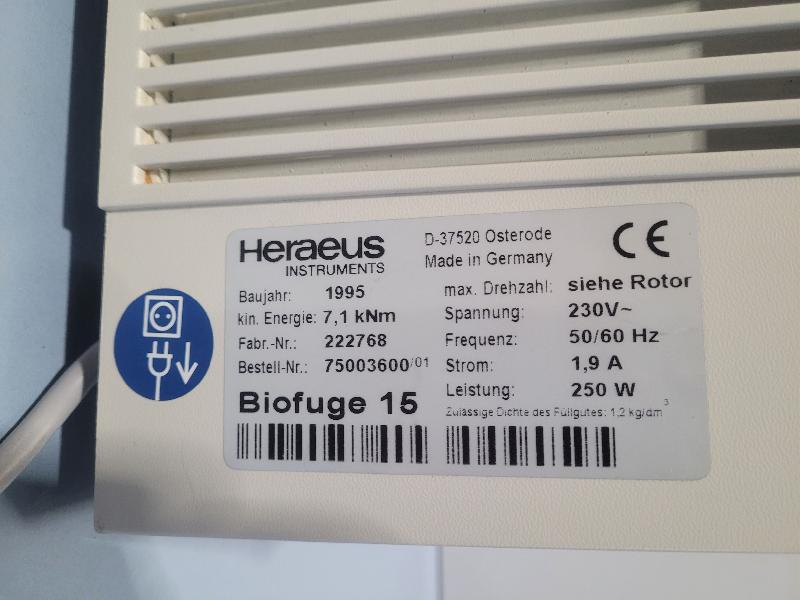 Heraeus
INSTRUMENTS
D-37520 Osterode
Made in Germany
CE
Baujahr: 1995
kin. Energie: 7,1 kNm
Fabr.-Nr.: 222768
Bestell-Nr.: 75003600/01
Biofuge 15
max. Drehzahl: siehe Rotor
Spannung: 230V~
Frequenz: 50/60 Hz
Strom: 1,9 A
Leistung: 250 W
Zulässige Dichte des Füllgutes: 1,2 kg/dm³